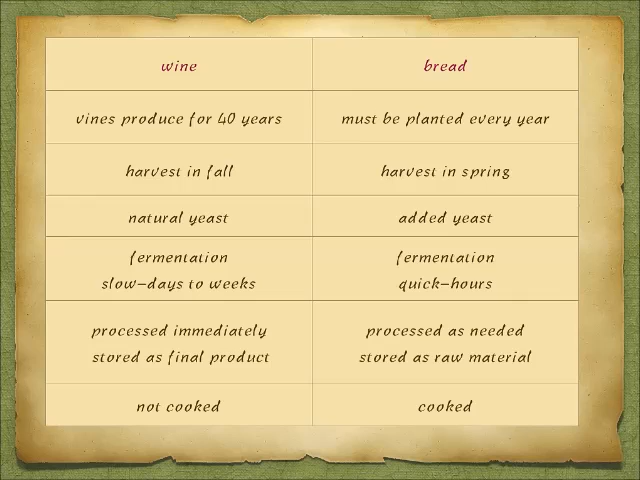 wine
bread
vines produce for 40 years
must be planted every year
harvest in fall
harvest in spring
natural yeast
added yeast
fermentation
slow–days to weeks
fermentation
quick–hours
processed immediately
stored as final product
processed as needed
stored as raw material
not cooked
cooked